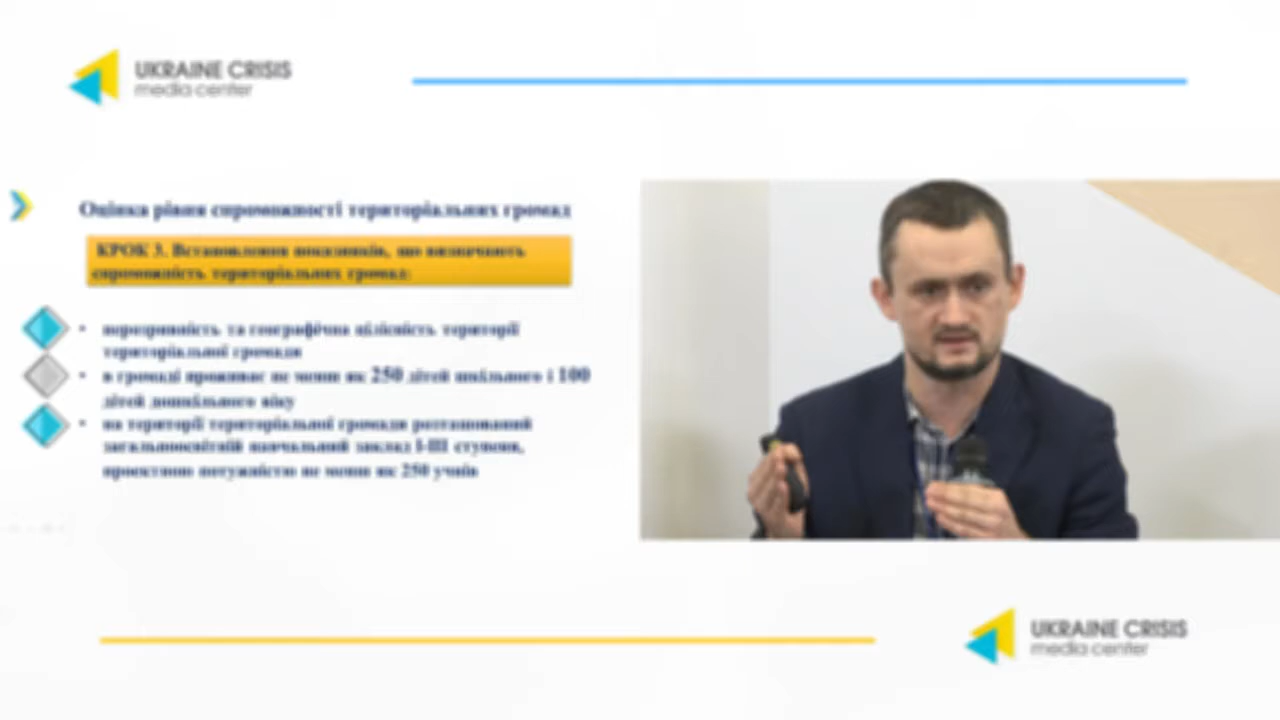 UKRAINE CRISIS
media center
Оцінка рівня спроможності територіальних громад
КРОК 3. Встановлення показників, що визначають
спроможність територіальних громад:
• нерозривність та географічна цілісність території
територіальної громади
• в громаді проживає не менш як 250 дітей шкільного і 100
дітей дошкільного віку
• на території територіальної громади розташований
загальноосвітній навчальний заклад І-ІІІ ступеня,
проектною потужністю не менш як 250 учнів
UKRAINE CRISIS
media center